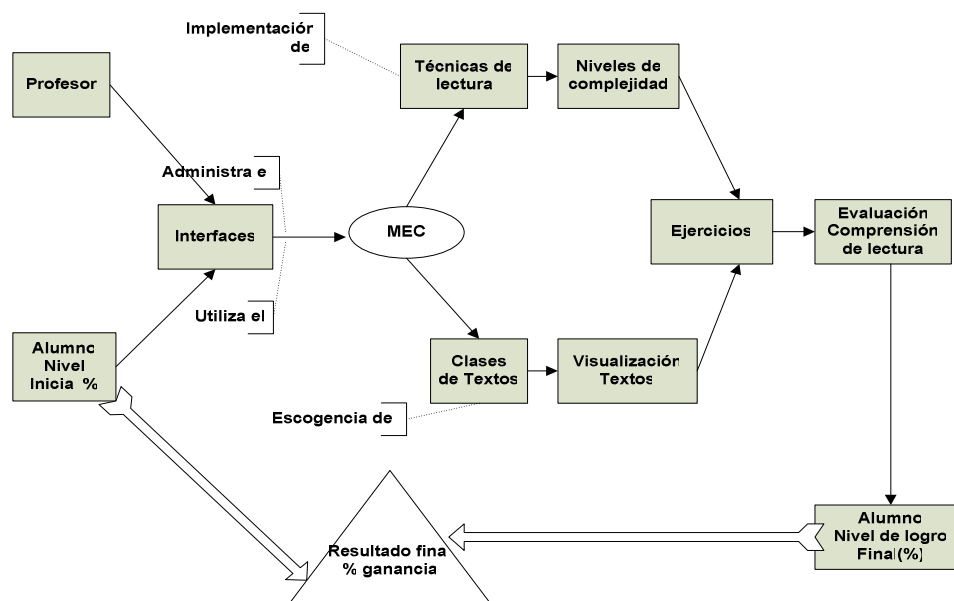 Implementación
de
Profesor
Técnicas de
lectura
Niveles de
complejidad
Administra e
Interfaces
MEC
Ejercicios
Evaluación
Comprensión
de lectura
Utiliza el
Alumno
Nivel
Inicia %
Clases
de Textos
Visualización
Textos
Escogencia de
Alumno
Nivel de logro
Final(%)
Resultado fina
% ganancia